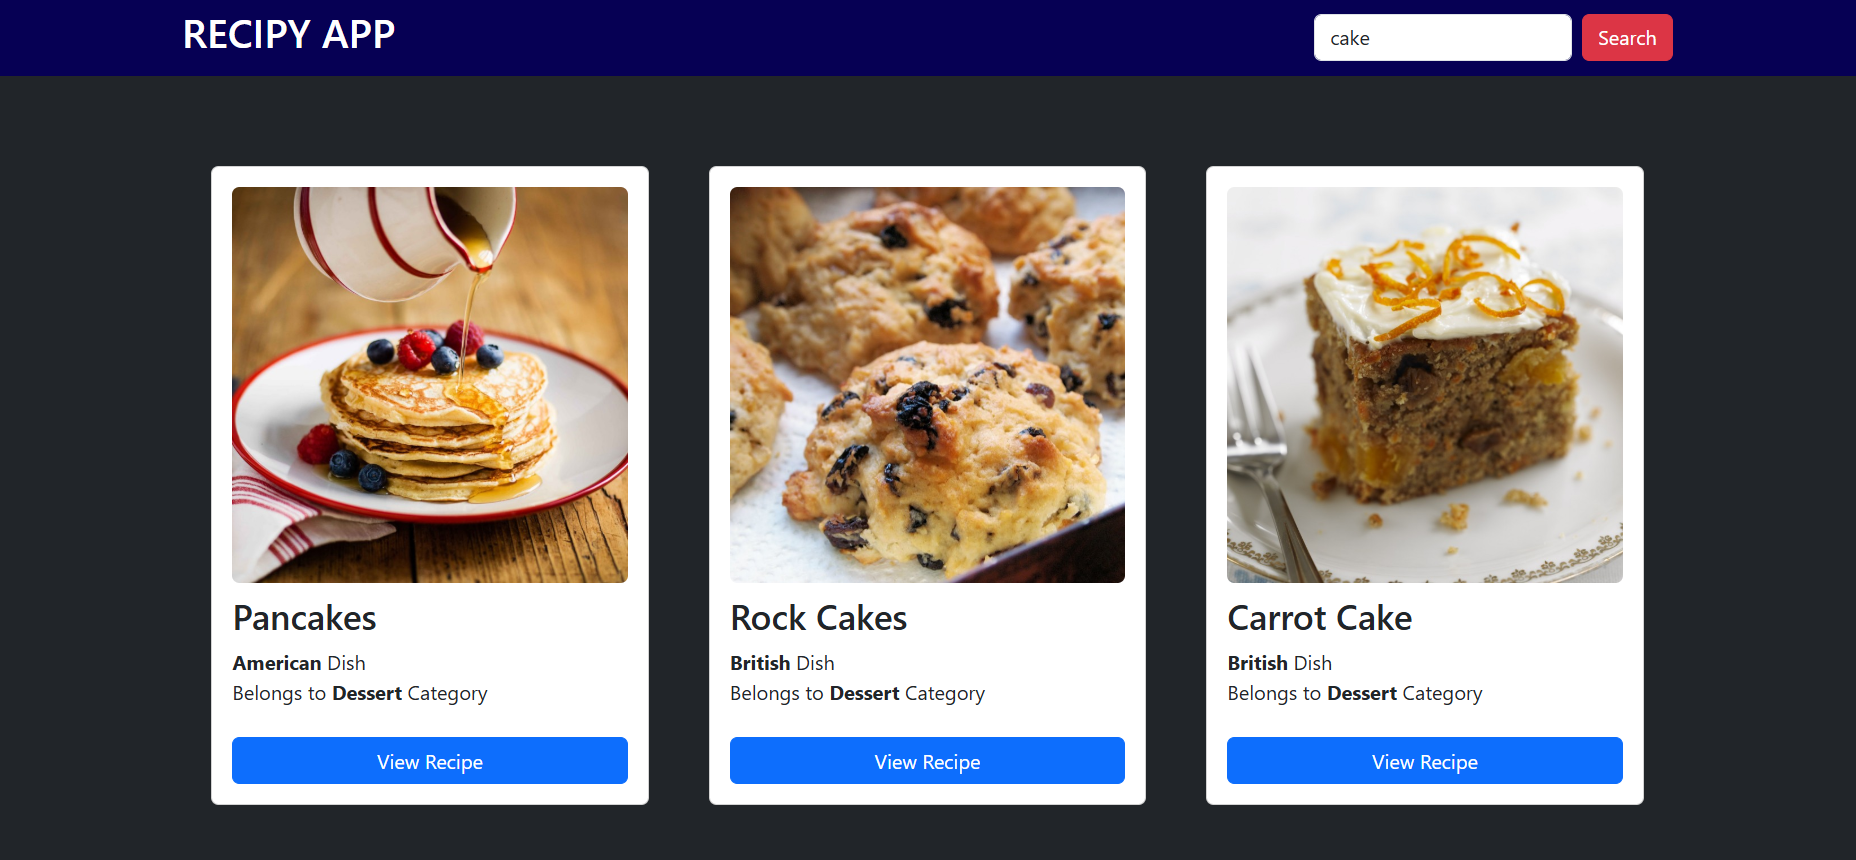 RECIPY APP
cake
Search
Pancakes
American Dish
Belongs to Dessert Category
View Recipe
Rock Cakes
British Dish
Belongs to Dessert Category
View Recipe
Carrot Cake
British Dish
Belongs to Dessert Category
View Recipe